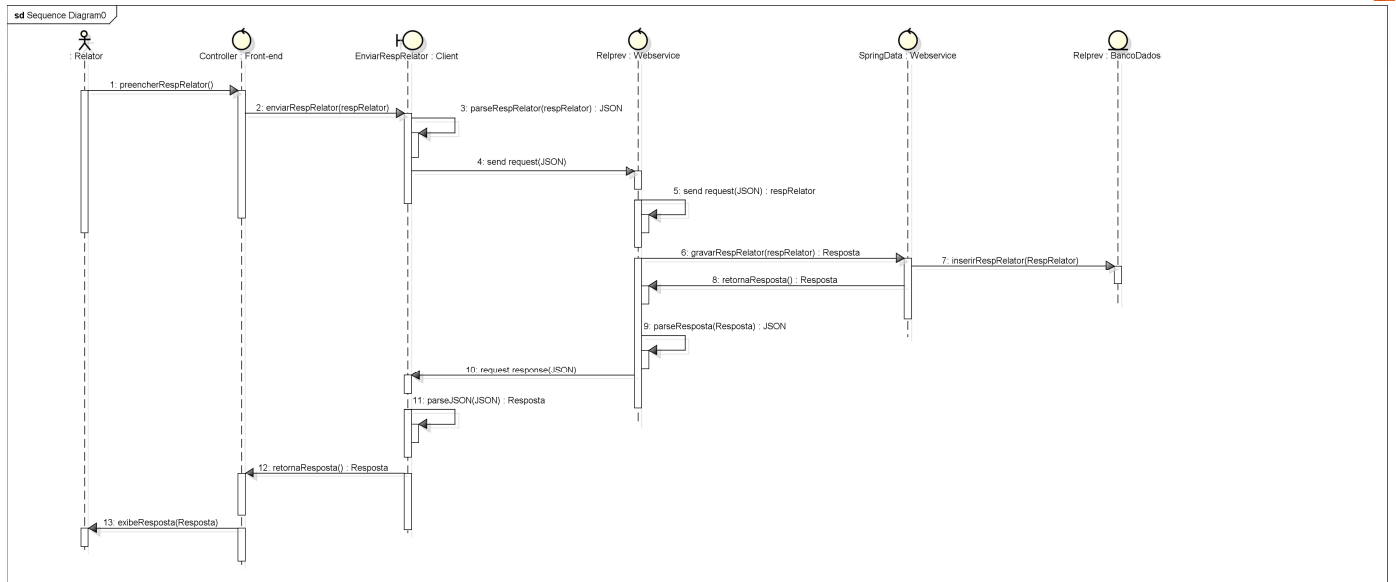 sd Sequence Diagram0
: Relator
Controller : Front-end
EnviarRespRelator : Client
Relprev : Webservice
SpringData : Webservice
Relprev : BancoDados
1: preencherRespRelator()
2: enviarRespRelator(respRelator)
3: parseRespRelator(respRelator) : JSON
4: send request(JSON)
5: send request(JSON) : respRelator
6: gravarRespRelator(respRelator) : Resposta
7: inserirRespRelator(RespRelator)
8: retornaResposta() : Resposta
9: parseResposta(Resposta) : JSON
10: request response(JSON)
11: parseJSON(JSON) : Resposta
12: retornaResposta() : Resposta
13: exibeResposta(Resposta)